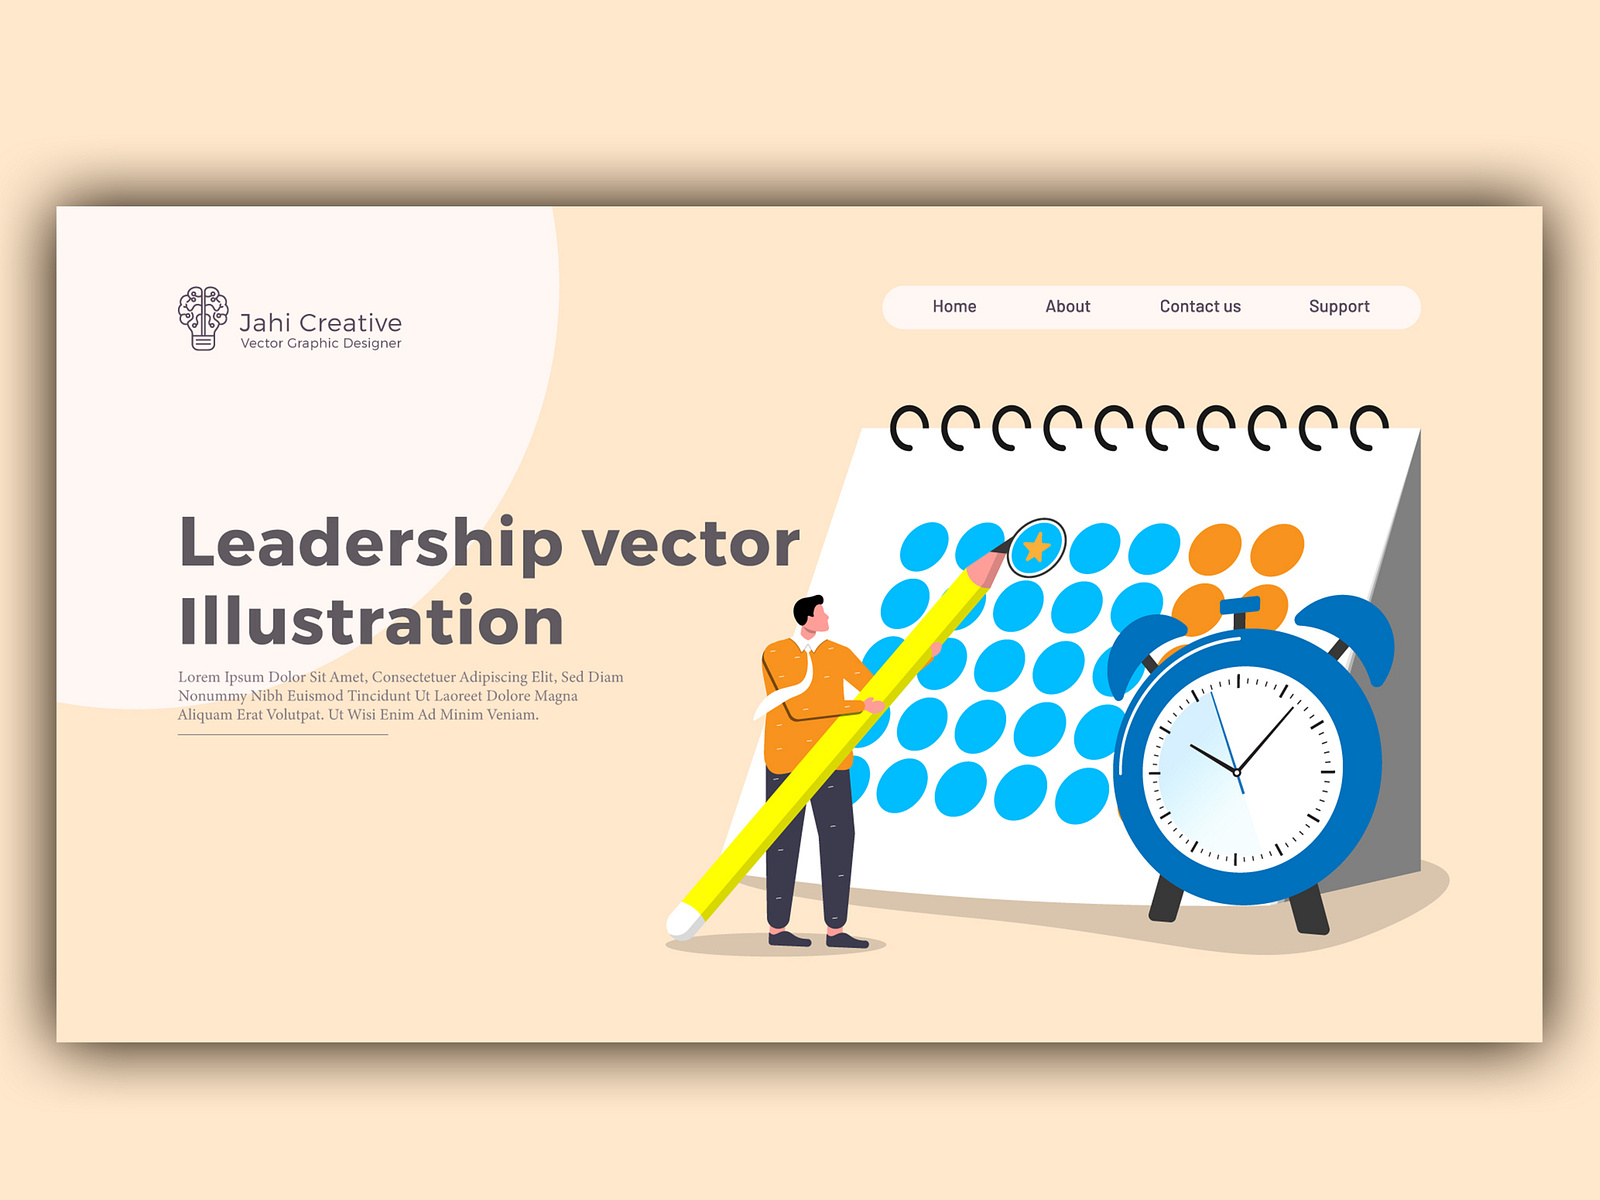 Jahi Creative
Vector Graphic Designer
Home
About
Contact us
Support
Leadership vector
Illustration
Lorem Ipsum Dolor Sit Amet, Consectetuer Adipiscing Elit, Sed Diam
Nonummy Nibh Euismod Tincidunt Ut Laoreet Dolore Magna
Aliquam Erat Volutpat. Ut Wisi Enim Ad Minim Veniam.